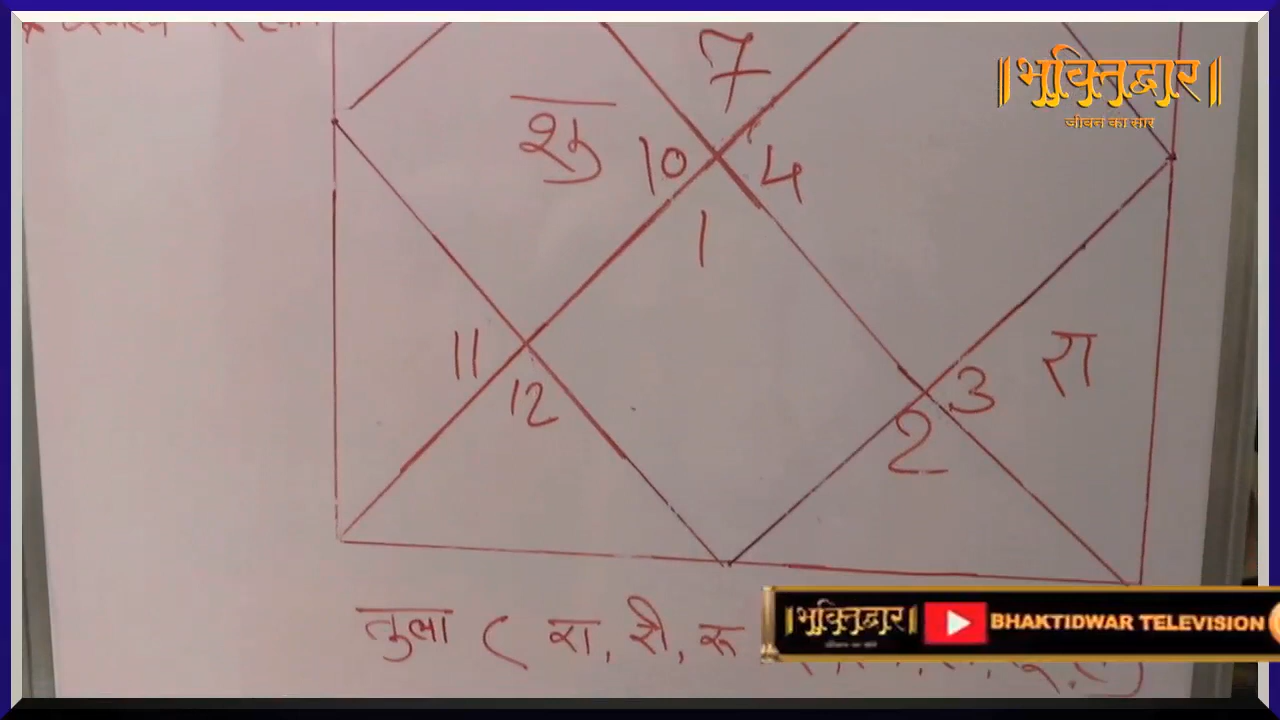 ॥भक्तिद्वार॥
जीवन का सार
7
शु 10 4
1
रा
11 3
12 2
तुला ( रा, री, रू
॥भक्तिद्वार॥ BHAKTIDWAR TELEVISION